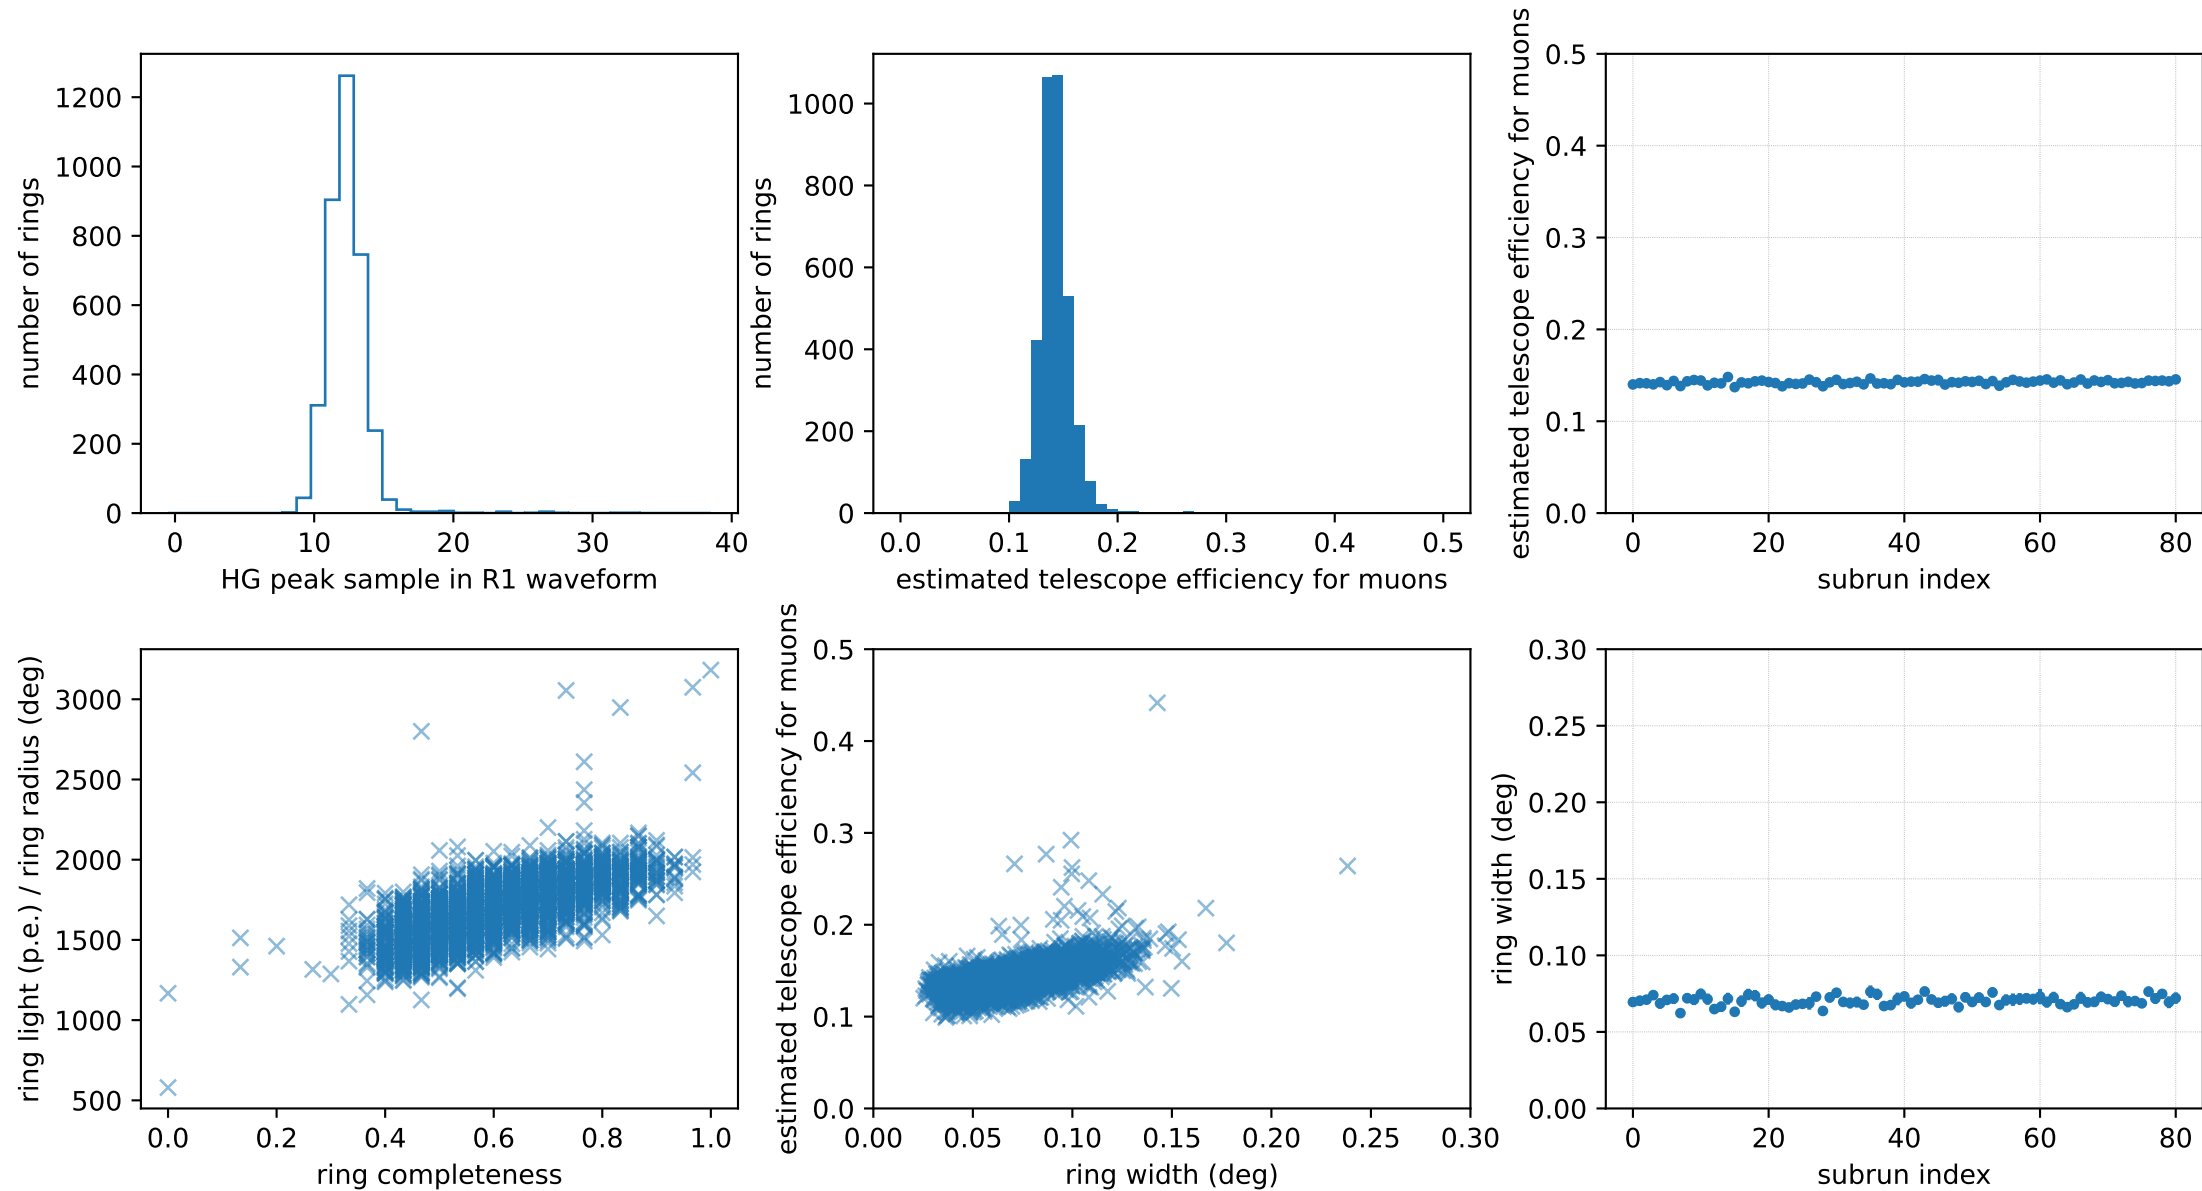 number of rings
1200
1000
800
600
400
200
0
0 10 20 30 40
HG peak sample in R1 waveform
number of rings
1000
800
600
400
200
0
0.0 0.1 0.2 0.3 0.4 0.5
estimated telescope efficiency for muons
estimated telescope efficiency for muons
0.5
0.4
0.3
0.2
0.1
0.0
0 20 40 60 80
subrun index
ring light (p.e.) / ring radius (deg)
3000
2500
2000
1500
1000
500
0.0 0.2 0.4 0.6 0.8 1.0
ring completeness
estimated telescope efficiency for muons
0.5
0.4
0.3
0.2
0.1
0.0
0.00 0.05 0.10 0.15 0.20 0.25 0.30
ring width (deg)
ring width (deg)
0.30
0.25
0.20
0.15
0.10
0.05
0.00
0 20 40 60 80
subrun index